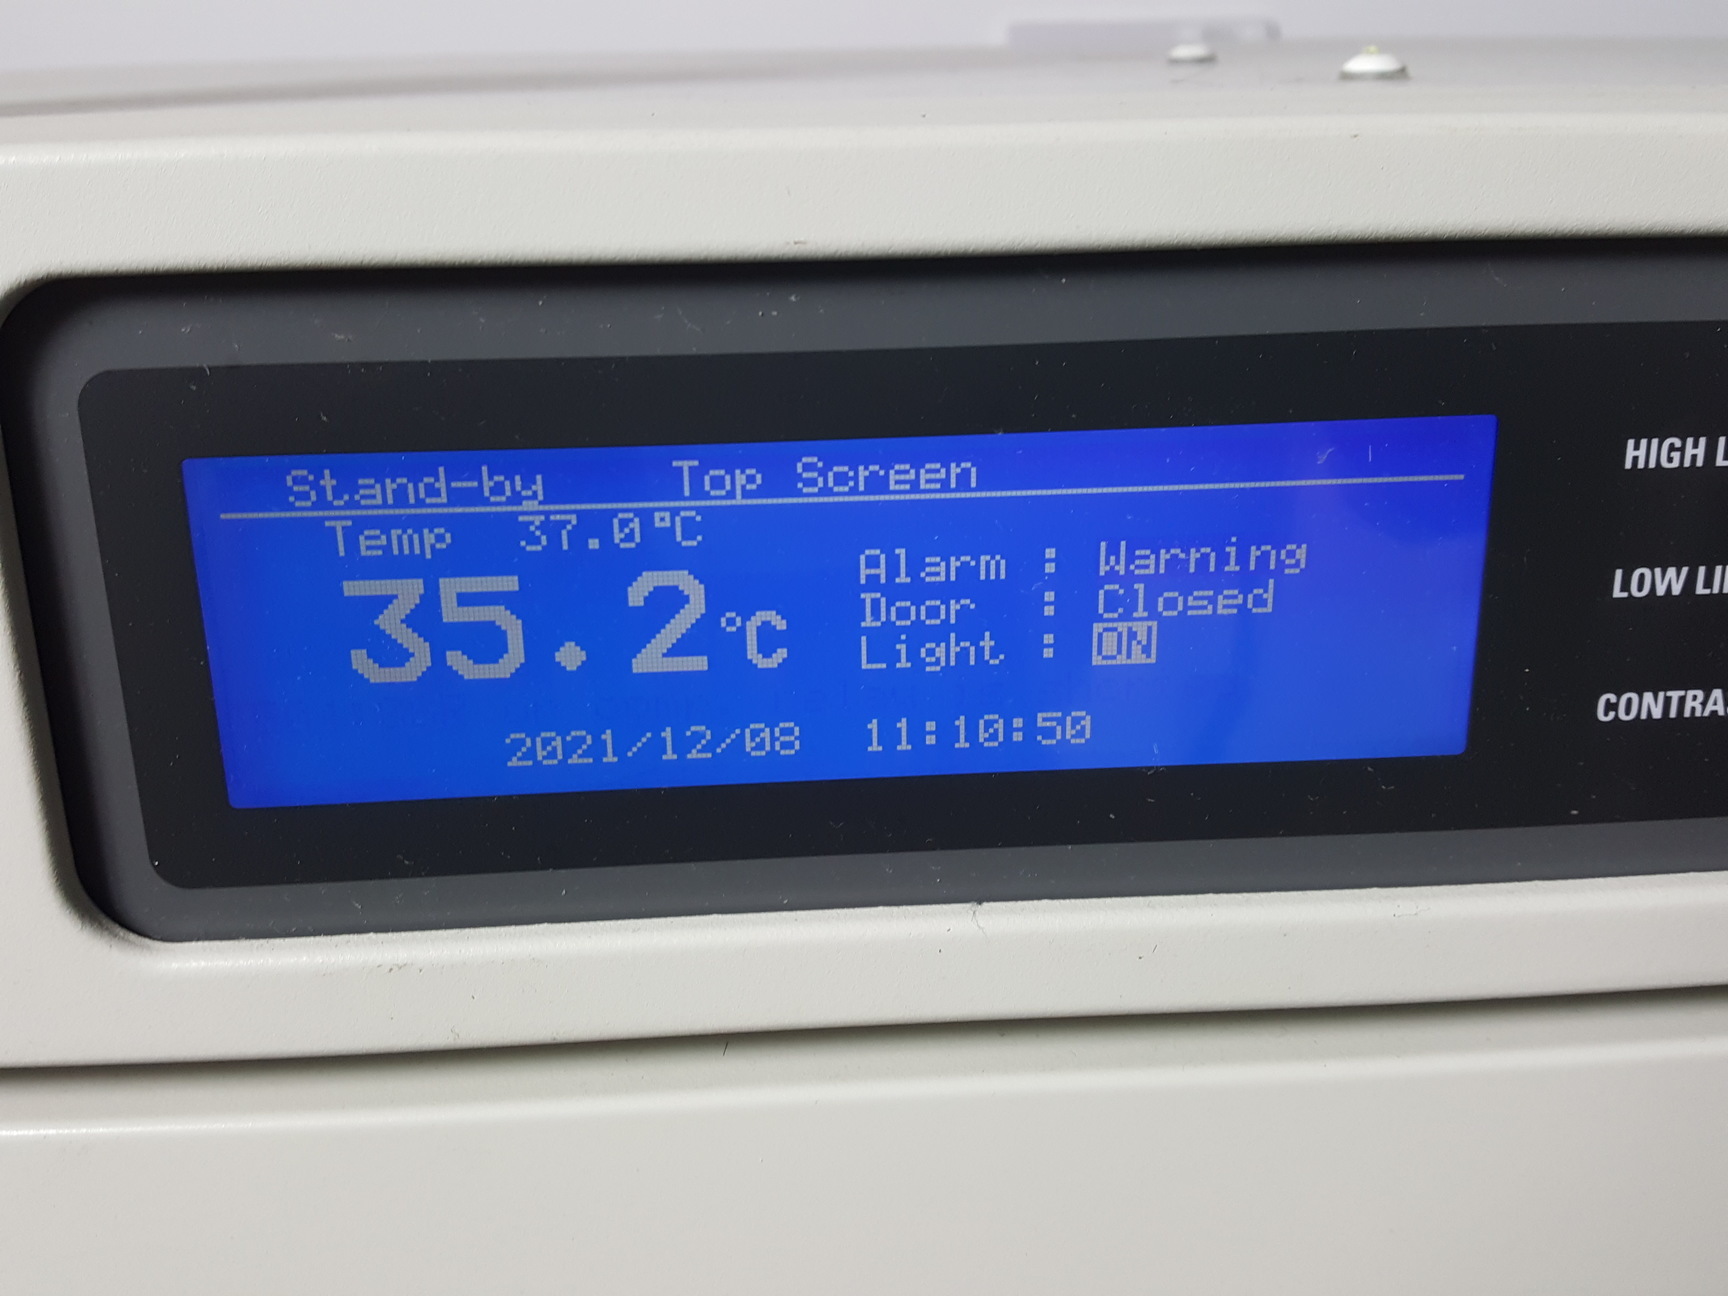 Stand-by Top Screen
Temp 37.0°C
35.2°C
Alarm : Warning
Door : Closed
Light : ON
2021/12/08 11:10:50
HIGH L
LOW LI
CONTRA